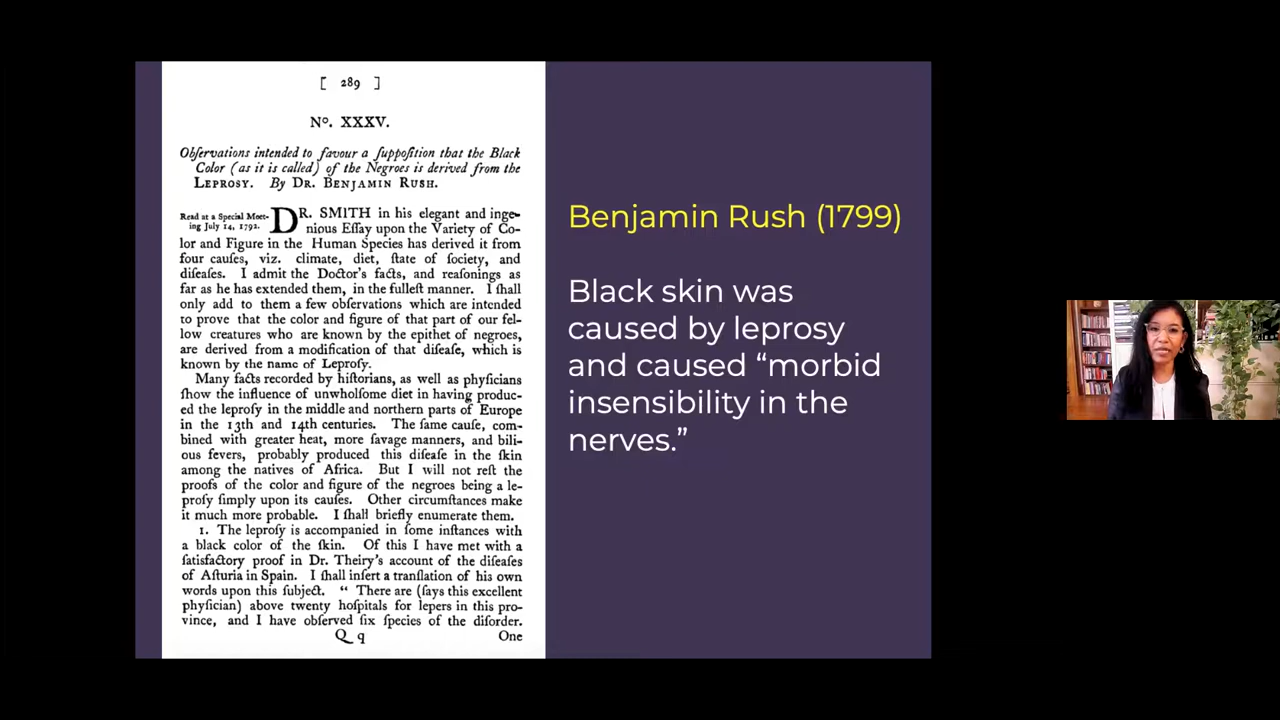 [ 289 ]
Nº. XXXV.
Obſervations intended to favour a ſuppoſition that the Black
Color (as it is called) of the Negroes is derived from the
LEPROSY. By DR. BENJAMIN RUSH.
Read at a Special Meet-
ing July 14, 1792.
DR. SMITH in his elegant and inge-
nious Eſſay upon the Variety of Co-
lor and Figure in the Human Species has derived it from
four cauſes, viz. climate, diet, ſtate of ſociety, and
diſeaſes. I admit the Doctor's facts, and reaſonings as
far as he has extended them, in the fulleſt manner. I ſhall
only add to them a few obſervations which are intended
to prove that the color and figure of that part of our fel-
low creatures who are known by the epithet of negroes,
are derived from a modification of that diſeaſe, which is
known by the name of Leproſy.
Many facts recorded by hiſtorians, as well as phyſicians
ſhow the influence of unwholſome diet in having produc-
ed the leproſy in the middle and northern parts of Europe
in the 13th and 14th centuries. The ſame cauſe, com-
bined with greater heat, more ſavage manners, and bili-
ous fevers, probably produced this diſeaſe in the ſkin
among the natives of Africa. But I will not reſt the
proofs of the color and figure of the negroes being a le-
proſy ſimply upon its cauſes. Other circumſtances make
it much more probable. I ſhall briefly enumerate them.
1. The leproſy is accompanied in ſome inſtances with
a black color of the ſkin. Of this I have met with a
ſatisfactory proof in Dr. Theiry's account of the diſeaſes
of Aſturia in Spain. I ſhall inſert a tranſlation of his own
words upon this ſubject. “ There are (ſays this excellent
phyſician) above twenty hoſpitals for lepers in this pro-
vince, and I have obſerved ſix ſpecies of the diſorder.
Q q One
Benjamin Rush (1799)
Black skin was
caused by leprosy
and caused “morbid
insensibility in the
nerves.”